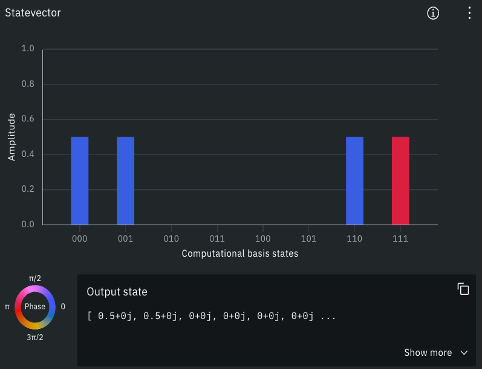 Statevector
1.0
0.8
0.6
0.4
0.2
0.0
Amplitude
000 001 010 011 100 101 110 111
Computational basis states
π/2
π Phase 0
3π/2
Output state
[ 0.5+0j, 0.5+0j, 0+0j, 0+0j, 0+0j, 0+0j ...
Show more